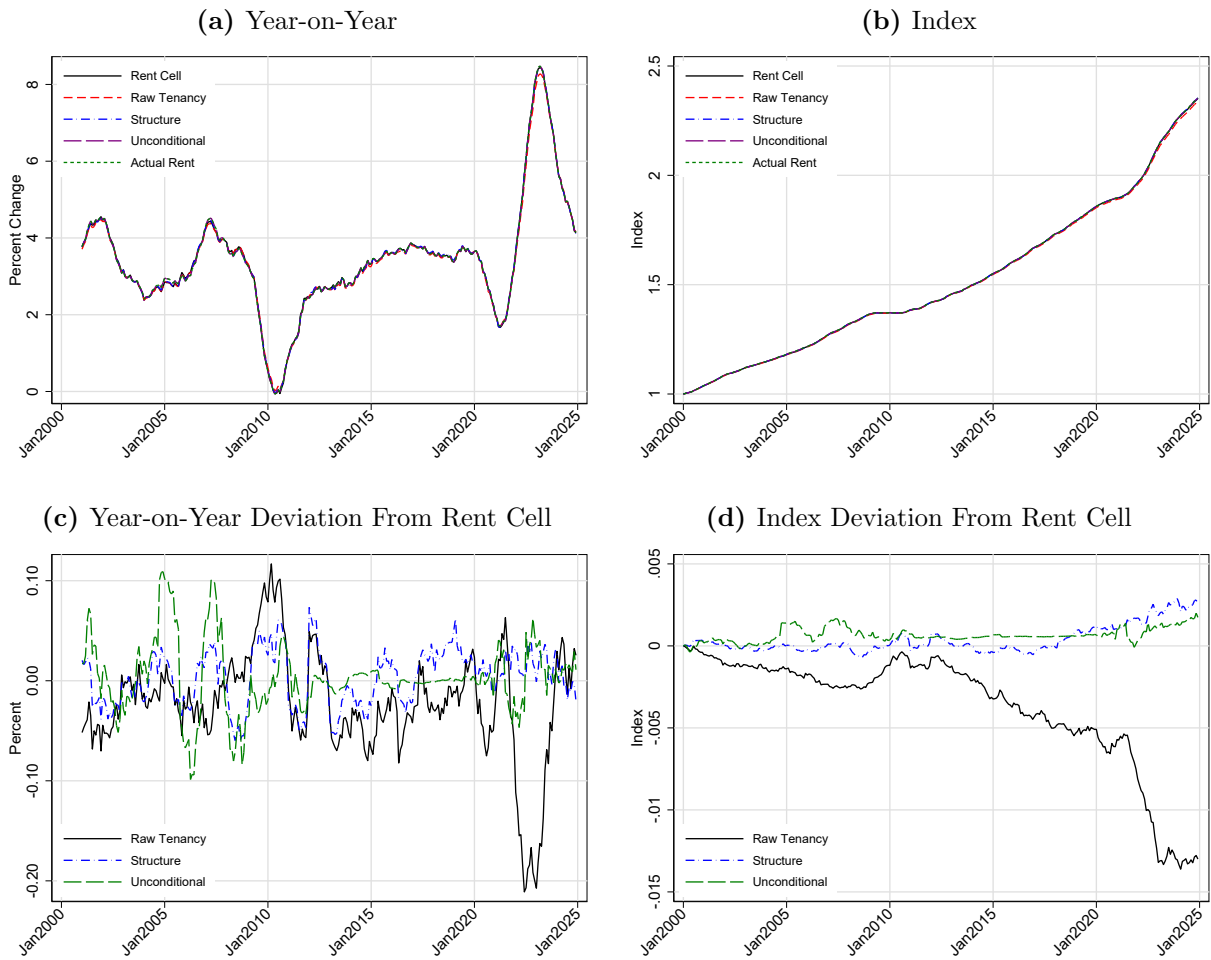 (a) Year-on-Year
Percent Change
0
2
4
6
8
Rent Cell
Raw Tenancy
Structure
Unconditional
Actual Rent
Jan2000
Jan2005
Jan2010
Jan2015
Jan2020
Jan2025
(b) Index
Index
1
1.5
2
2.5
Rent Cell
Raw Tenancy
Structure
Unconditional
Actual Rent
Jan2000
Jan2005
Jan2010
Jan2015
Jan2020
Jan2025
(c) Year-on-Year Deviation From Rent Cell
Percent
-0.20
-0.10
0.00
0.10
Raw Tenancy
Structure
Unconditional
Jan2000
Jan2005
Jan2010
Jan2015
Jan2020
Jan2025
(d) Index Deviation From Rent Cell
Index
-.015
-.01
-.005
0
.005
Raw Tenancy
Structure
Unconditional
Jan2000
Jan2005
Jan2010
Jan2015
Jan2020
Jan2025